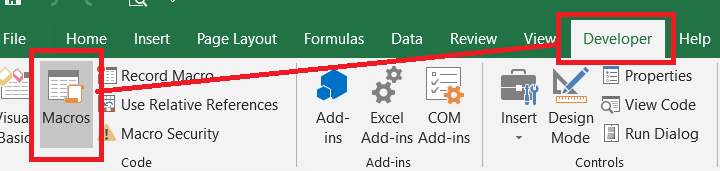 File Home Insert Page Layout Formulas Data Review View Developer Help
Visual Basic
Macros
Record Macro
Use Relative References
Macro Security
Code
Add-ins
Excel Add-ins
COM Add-ins
Add-ins
Insert
Design Mode
Properties
View Code
Run Dialog
Controls